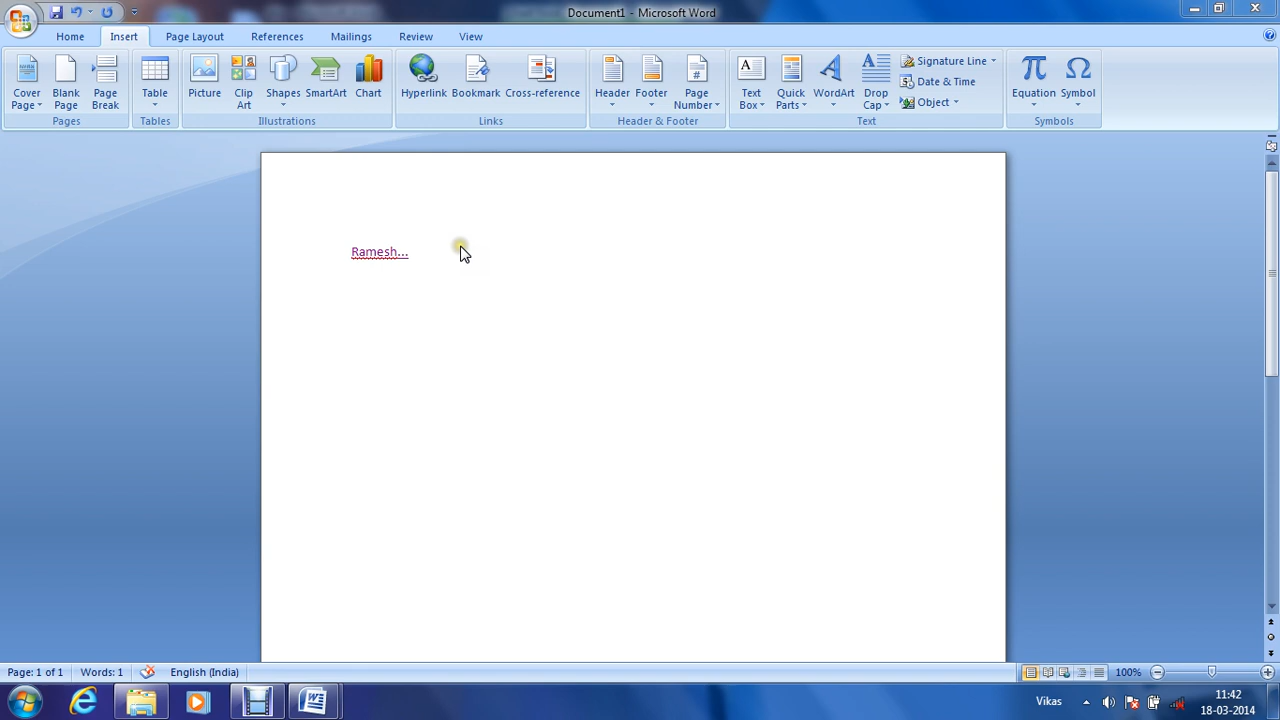 Document1 - Microsoft Word
Home Insert Page Layout References Mailings Review View
Cover Page Blank Page Page Break Table Picture Clip Art Shapes SmartArt Chart Hyperlink Bookmark Cross-reference Header Footer Page Number # A Text Box Quick Parts A WordArt A Drop Cap Signature Line π Equation Ω Symbol
Date & Time
Object
Pages Tables Illustrations Links Header & Footer Text Symbols
Ramesh...
Page: 1 of 1 Words: 1 English (India) 100%
Vikas 11:42
18-03-2014